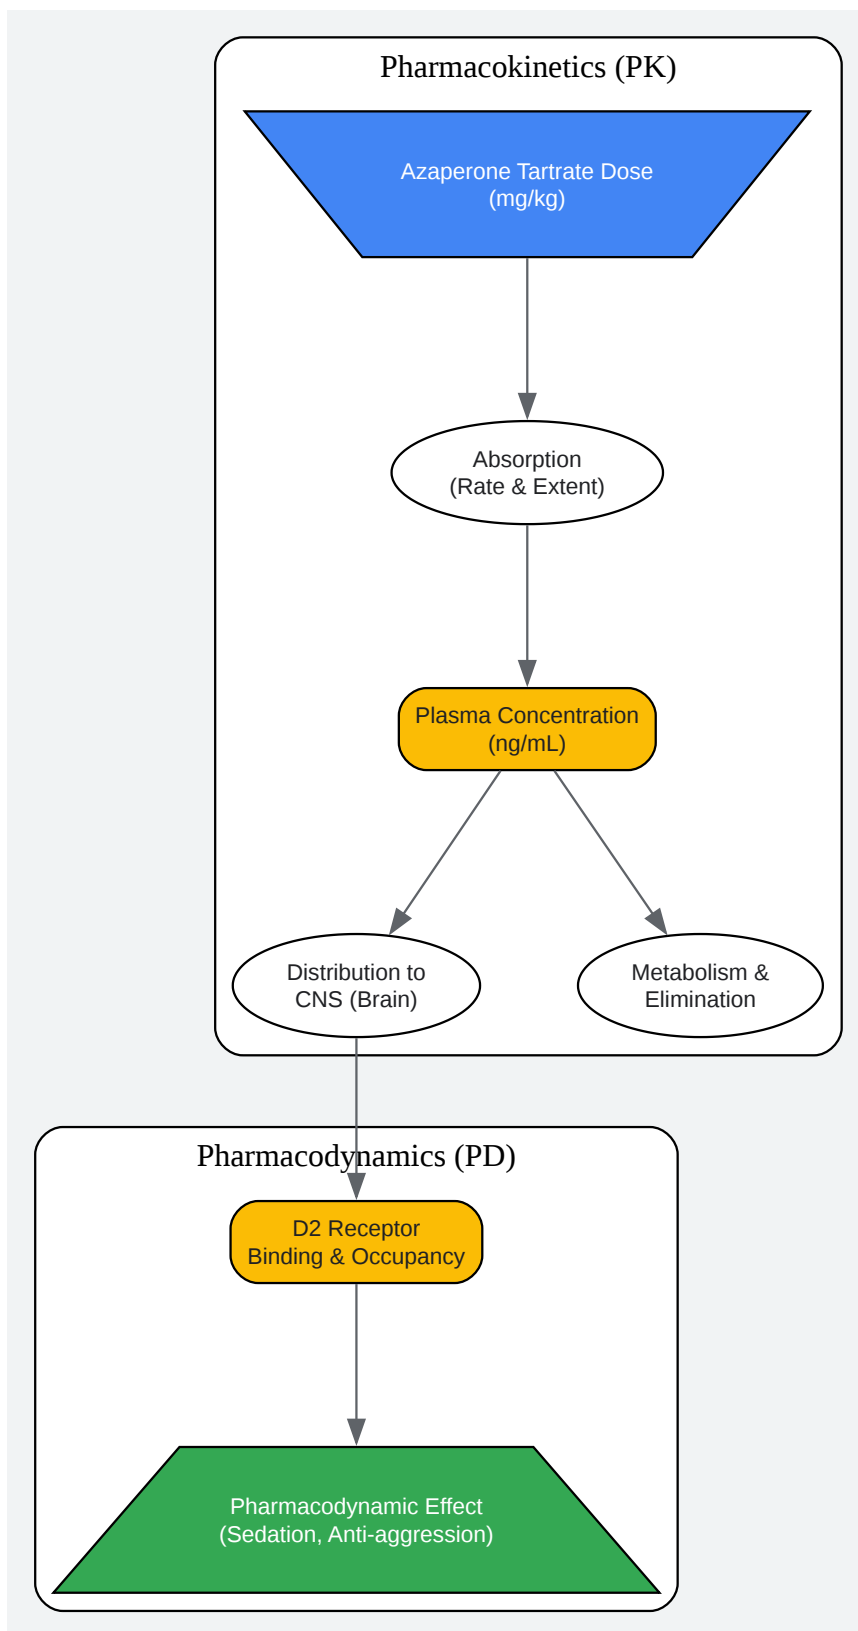 Pharmacokinetics (PK)
Azaperone Tartrate Dose
(mg/kg)
Absorption
(Rate & Extent)
Plasma Concentration
(ng/mL)
Distribution to
CNS (Brain)
Metabolism &
Elimination
Pharmacodynamics (PD)
D2 Receptor
Binding & Occupancy
Pharmacodynamic Effect
(Sedation, Anti-aggression)